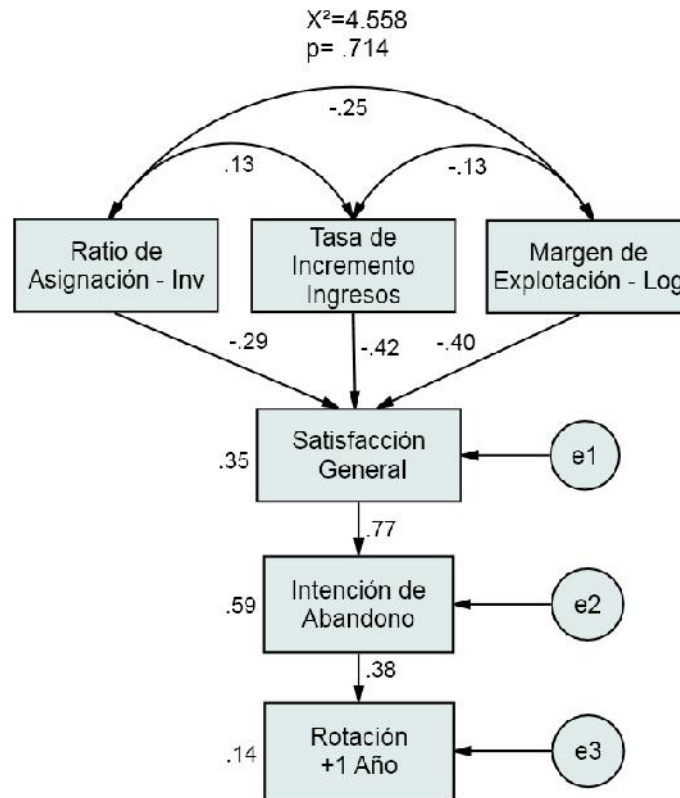 X²=4.558
p= .714
-.25
.13
-.13
Ratio de
Asignación - Inv
Tasa de
Incremento
Ingresos
Margen de
Explotación - Log
-.29
-.42
-.40
Satisfacción
General
.35
e1
.77
Intención de
Abandono
.59
e2
.38
Rotación
+1 Año
.14
e3